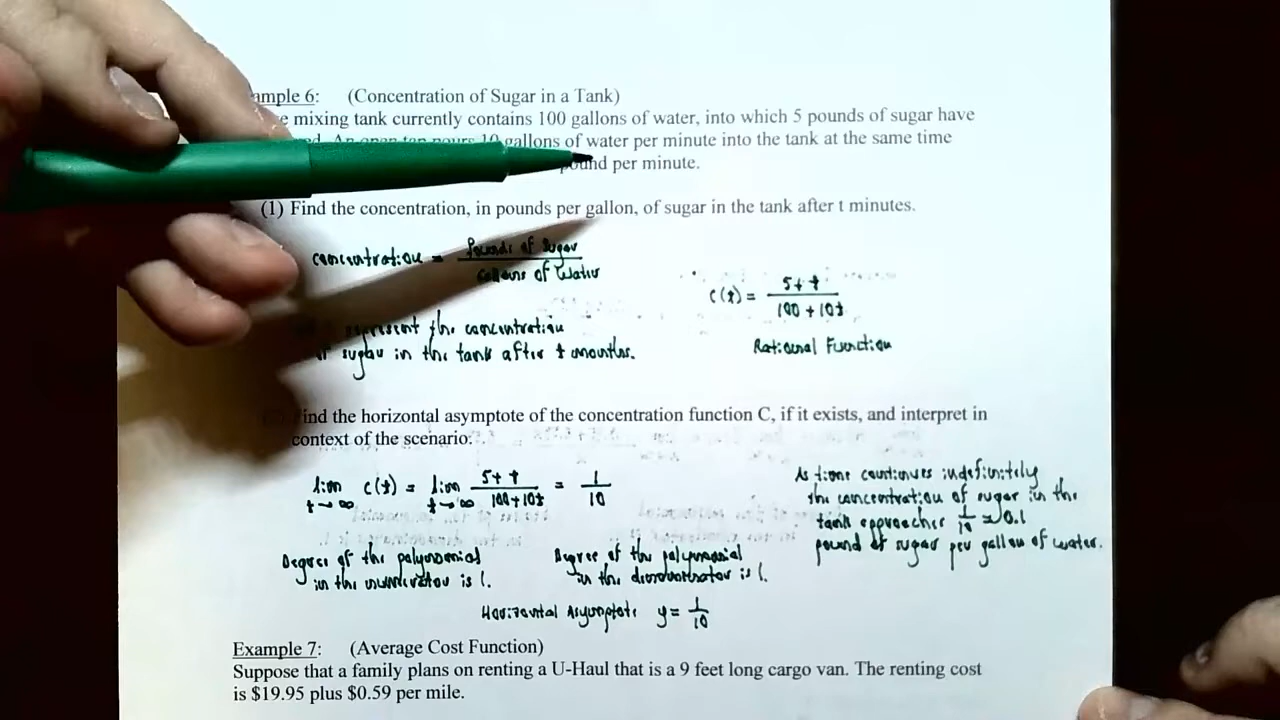 ample 6: (Concentration of Sugar in a Tank)
e mixing tank currently contains 100 gallons of water, into which 5 pounds of sugar have
gallons of water per minute into the tank at the same time
pound per minute.
(1) Find the concentration, in pounds per gallon, of sugar in the tank after t minutes.
concentration = Pounds of Sugar / Gallons of Water
C(t) = 5+t / 100+10t
Rational Function
represent the concentration
sugar in the tank after t months.
ind the horizontal asymptote of the concentration function C, if it exists, and interpret in
context of the scenario.
lim t→∞ C(t) = lim t→∞ 5+t / 100+10t = 1/10
As time continues indefinitely
the concentration of sugar in the
tank approaches 1/10 ≈ 0.1
pound of sugar per gallon of water.
Degree of the polynomial
in the numerator is 1.
Degree of the polynomial
in the denominator is 1.
Horizontal Asymptote y = 1/10
Example 7: (Average Cost Function)
Suppose that a family plans on renting a U-Haul that is a 9 feet long cargo van. The renting cost
is $19.95 plus $0.59 per mile.